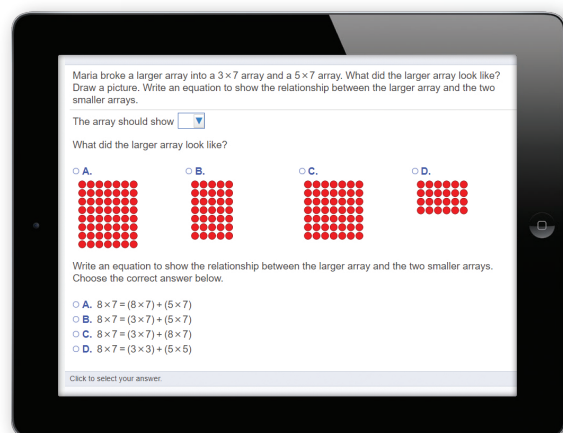 Maria broke a larger array into a 3×7 array and a 5×7 array. What did the larger array look like?
Draw a picture. Write an equation to show the relationship between the larger array and the two
smaller arrays.
The array should show
What did the larger array look like?
A. B. C. D.
Write an equation to show the relationship between the larger array and the two smaller arrays.
Choose the correct answer below.
A. 8×7=(8×7)+(5×7)
B. 8×7=(3×7)+(5×7)
C. 8×7=(3×7)+(8×7)
D. 8×7=(3×3)+(5×5)
Click to select your answer.